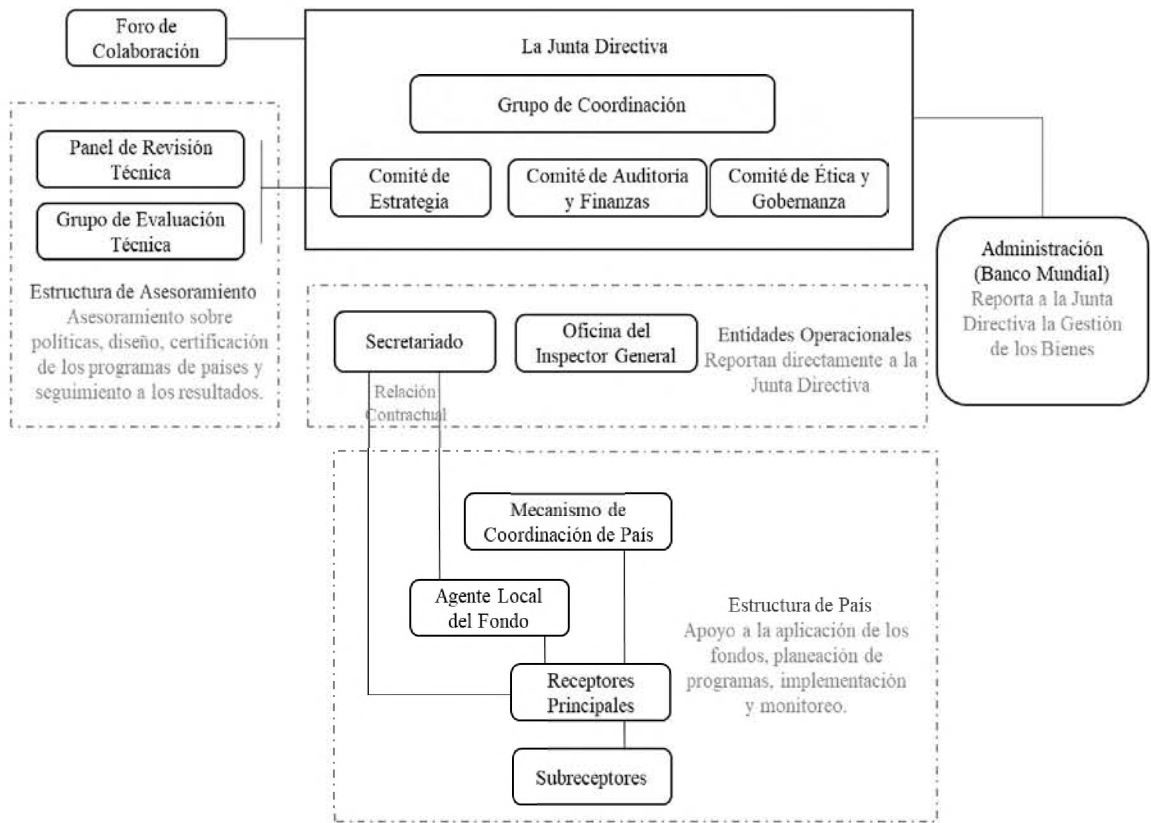 Foro de
Colaboración
La Junta Directiva
Grupo de Coordinación
Panel de Revisión
Técnica
Comité de
Estrategia
Comité de Auditoría
y Finanzas
Comité de Ética y
Gobernanza
Grupo de Evaluación
Técnica
Estructura de Asesoramiento
Asesoramiento sobre
políticas, diseño, certificación
de los programas de países y
seguimiento a los resultados.
Administración
(Banco Mundial)
Reporta a la Junta
Directiva la Gestión
de los Bienes
Secretariado
Oficina del
Inspector General
Entidades Operacionales
Reportan directamente a la
Junta Directiva
Relación
Contractual
Mecanismo de
Coordinación de País
Agente Local
del Fondo
Estructura de País
Apoyo a la aplicación de los
fondos, planeación de
programas, implementación
y monitoreo.
Receptores
Principales
Subreceptores